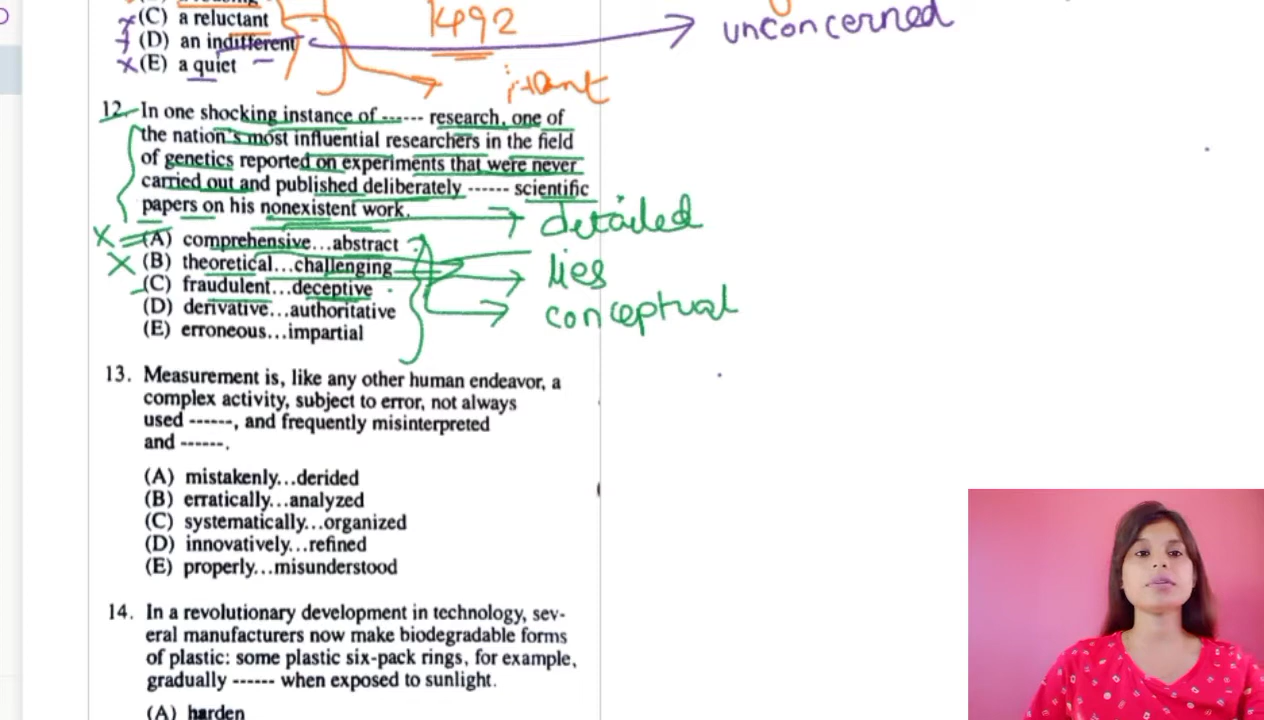 (C) a reluctant
(D) an indifferent
(E) a quiet
1492
unconcerned
12. In one shocking instance of ------ research, one of
the nation's most influential researchers in the field
of genetics reported on experiments that were never
carried out and published deliberately ------ scientific
papers on his nonexistent work.
detailed
(A) comprehensive...abstract
(B) theoretical...challenging
lies
(C) fraudulent...deceptive
conceptual
(D) derivative...authoritative
(E) erroneous...impartial
13. Measurement is, like any other human endeavor, a
complex activity, subject to error, not always
used ------, and frequently misinterpreted
and ------.
(A) mistakenly...derided
(B) erratically...analyzed
(C) systematically...organized
(D) innovatively...refined
(E) properly...misunderstood
14. In a revolutionary development in technology, sev-
eral manufacturers now make biodegradable forms
of plastic: some plastic six-pack rings, for example,
gradually ------ when exposed to sunlight.
(A) harden